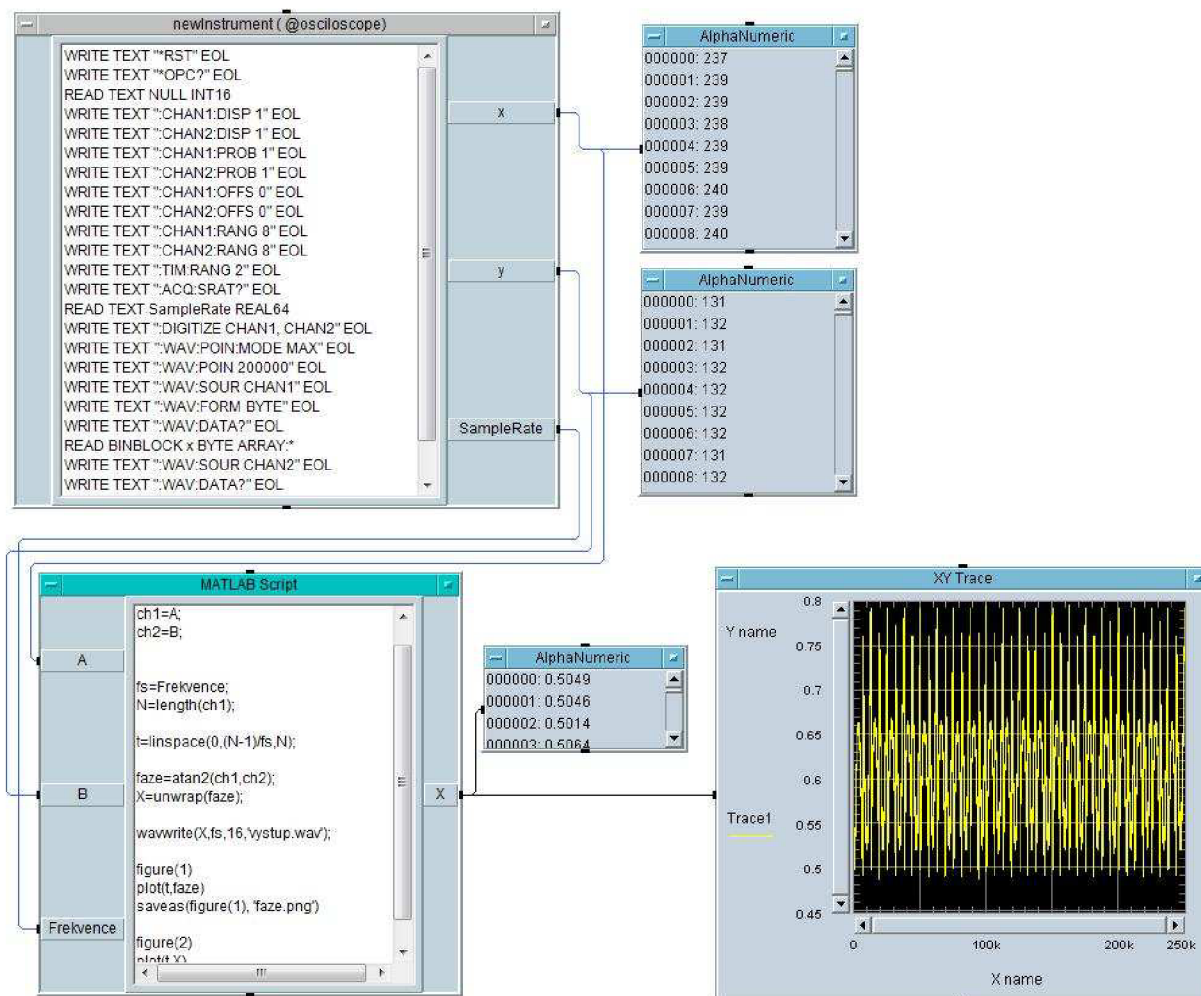 newInstrument ( @osciloscope)
WRITE TEXT "*RST" EOL
WRITE TEXT "*OPC?" EOL
READ TEXT NULL INT16
WRITE TEXT ":CHAN1:DISP 1" EOL
WRITE TEXT ":CHAN2:DISP 1" EOL
WRITE TEXT ":CHAN1:PROB 1" EOL
WRITE TEXT ":CHAN2:PROB 1" EOL
WRITE TEXT ":CHAN1:OFFS 0" EOL
WRITE TEXT ":CHAN2:OFFS 0" EOL
WRITE TEXT ":CHAN1:RANG 8" EOL
WRITE TEXT ":CHAN2:RANG 8" EOL
WRITE TEXT ":TIM:RANG 2" EOL
WRITE TEXT ":ACQ:SRAT?" EOL
READ TEXT SampleRate REAL64
WRITE TEXT ":DIGITIZE CHAN1, CHAN2" EOL
WRITE TEXT ":WAV:POIN:MODE MAX" EOL
WRITE TEXT ":WAV:POIN 200000" EOL
WRITE TEXT ":WAV:SOUR CHAN1" EOL
WRITE TEXT ":WAV:FORM BYTE" EOL
WRITE TEXT ":WAV:DATA?" EOL
READ BINBLOCK x BYTE ARRAY:*
WRITE TEXT ":WAV:SOUR CHAN2" EOL
WRITE TEXT ":WAV:DATA?" EOL
x
y
SampleRate
AlphaNumeric
000000: 237
000001: 239
000002: 239
000003: 238
000004: 239
000005: 239
000006: 240
000007: 239
000008: 240
AlphaNumeric
000000: 131
000001: 132
000002: 131
000003: 132
000004: 132
000005: 132
000006: 132
000007: 131
000008: 132
MATLAB Script
A
B
Frekvence
ch1=A;
ch2=B;
fs=Frekvence;
N=length(ch1);
t=linspace(0,(N-1)/fs,N);
faze=atan2(ch1,ch2);
X=unwrap(faze);
wavwrite(X,fs,16,'vystup.wav');
figure(1)
plot(t,faze)
saveas(figure(1), 'faze.png')
figure(2)
plot(t,X)
X
AlphaNumeric
000000: 0.5049
000001: 0.5046
000002: 0.5014
000003: 0.5064
XY Trace
Y name
Trace1
0.8
0.75
0.7
0.65
0.6
0.55
0.5
0.45
0
100k
200k
250k
X name